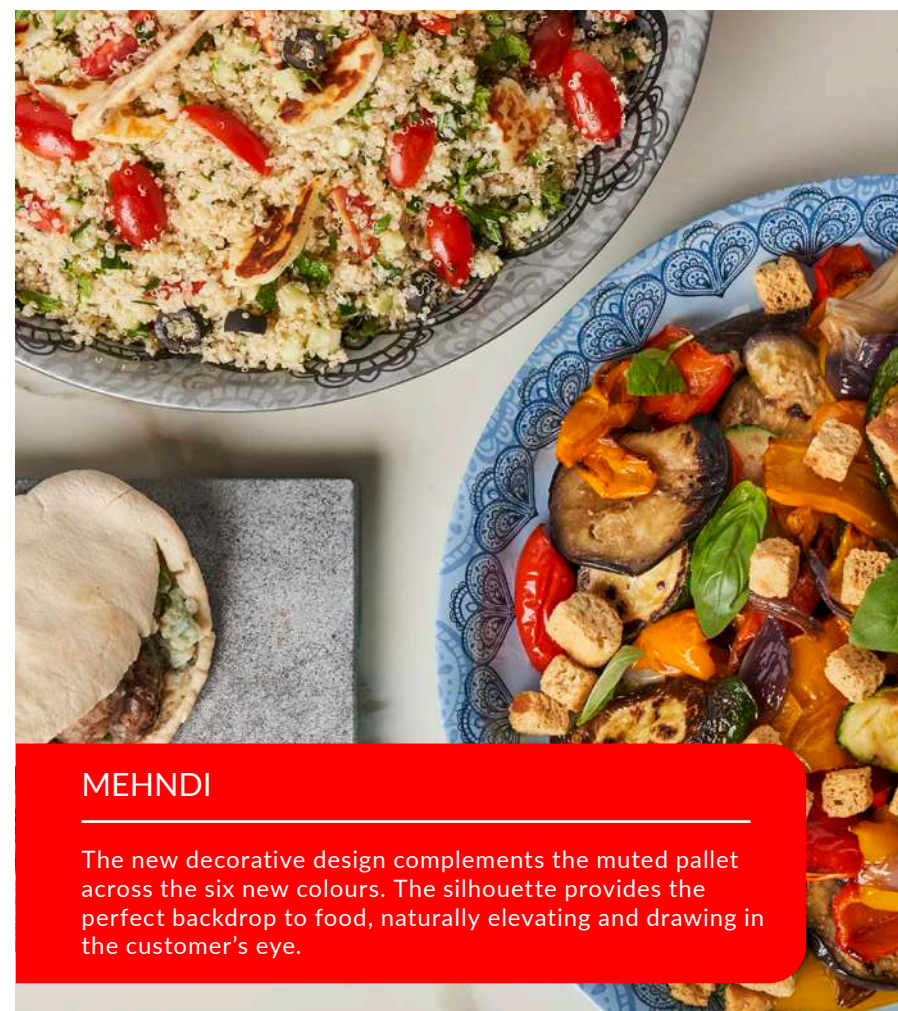 MEHNDI
The new decorative design complements the muted pallet
across the six new colours. The silhouette provides the
perfect backdrop to food, naturally elevating and drawing in
the customer’s eye.